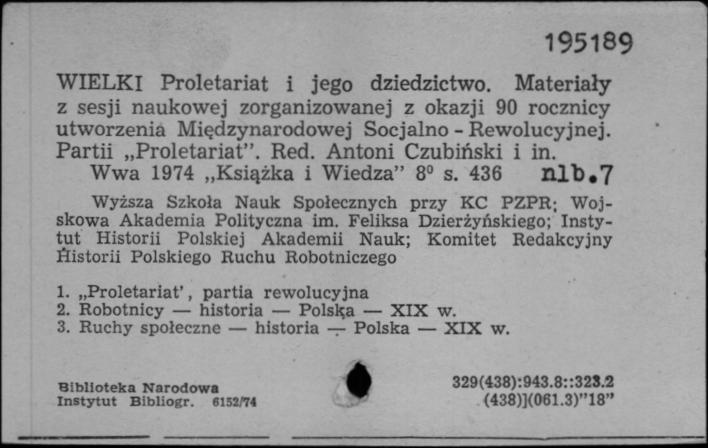 195189
WIELKI Proletariat i jego dziedzictwo. Materiały
z sesji naukowej zorganizowanej z okazji 90 rocznicy
utworzenia Międzynarodowej Socjalno - Rewolucyjnej.
Partii „Proletariat”. Red. Antoni Czubiński i in.
Wwa 1974 „Książka i Wiedza” 8⁰ s. 436 nlb.7
Wyższa Szkoła Nauk Społecznych przy KC PZPR; Woj-
skowa Akademia Polityczna im. Feliksa Dzierżyńskiego; Insty-
tut Historii Polskiej Akademii Nauk; Komitet Redakcyjny
Historii Polskiego Ruchu Robotniczego
1. „Proletariat’, partia rewolucyjna
2. Robotnicy — historia — Polska — XIX w.
3. Ruchy społeczne — historia — Polska — XIX w.
Biblioteka Narodowa
Instytut Bibliogr. 6152/74
329(438):943.8::323.2
(438)](061.3)”18”